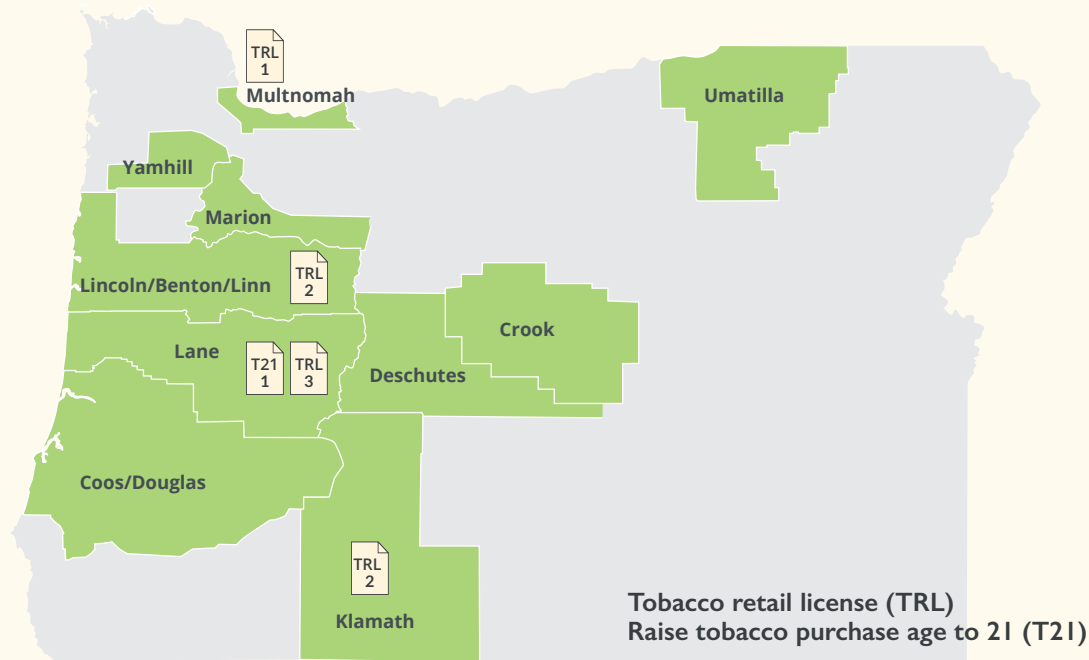 TRL
1
Multnomah
Umatilla
Yamhill
Marion
Lincoln/Benton/Linn
TRL
2
Crook
Lane
T21
1
TRL
3
Deschutes
Coos/Douglas
TRL
2
Klamath
Tobacco retail license (TRL)
Raise tobacco purchase age to 21 (T21)